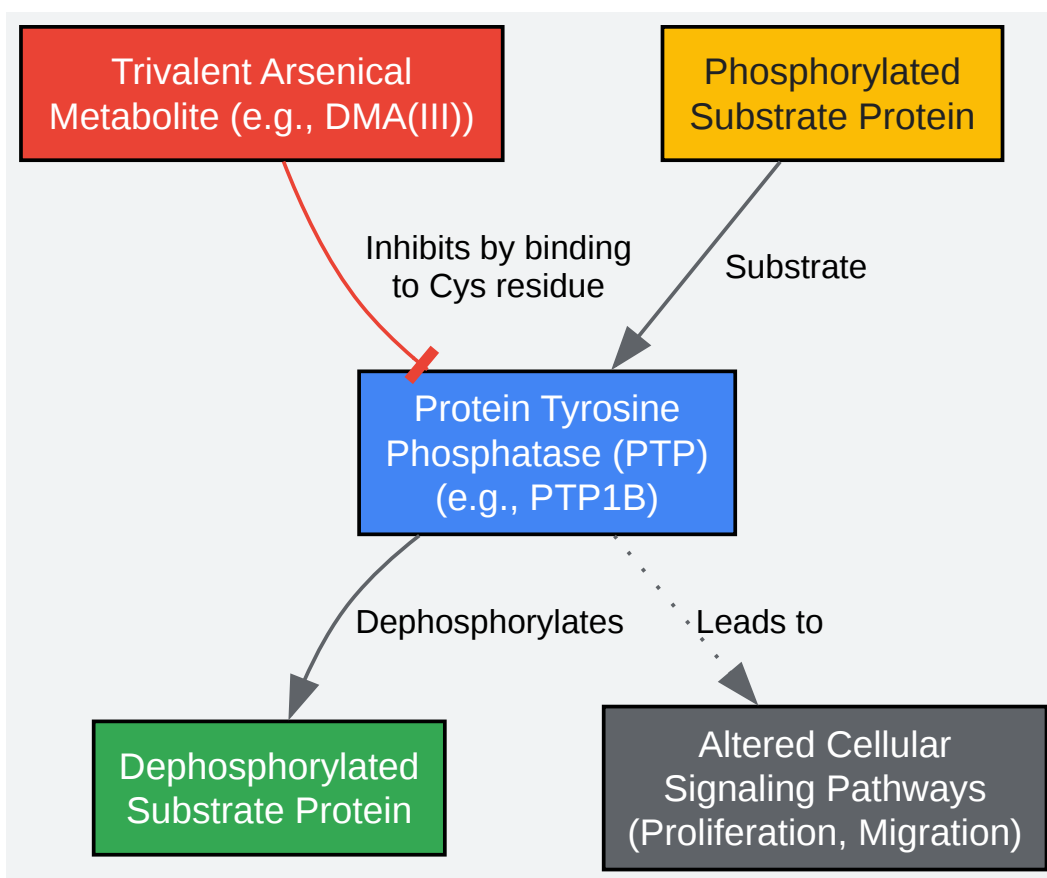 Trivalent Arsenical
Metabolite (e.g., DMA(III))
Phosphorylated
Substrate Protein
Inhibits by binding
to Cys residue
Substrate
Protein Tyrosine
Phosphatase (PTP)
(e.g., PTP1B)
Dephosphorylates
Leads to
Dephosphorylated
Substrate Protein
Altered Cellular
Signaling Pathways
(Proliferation, Migration)